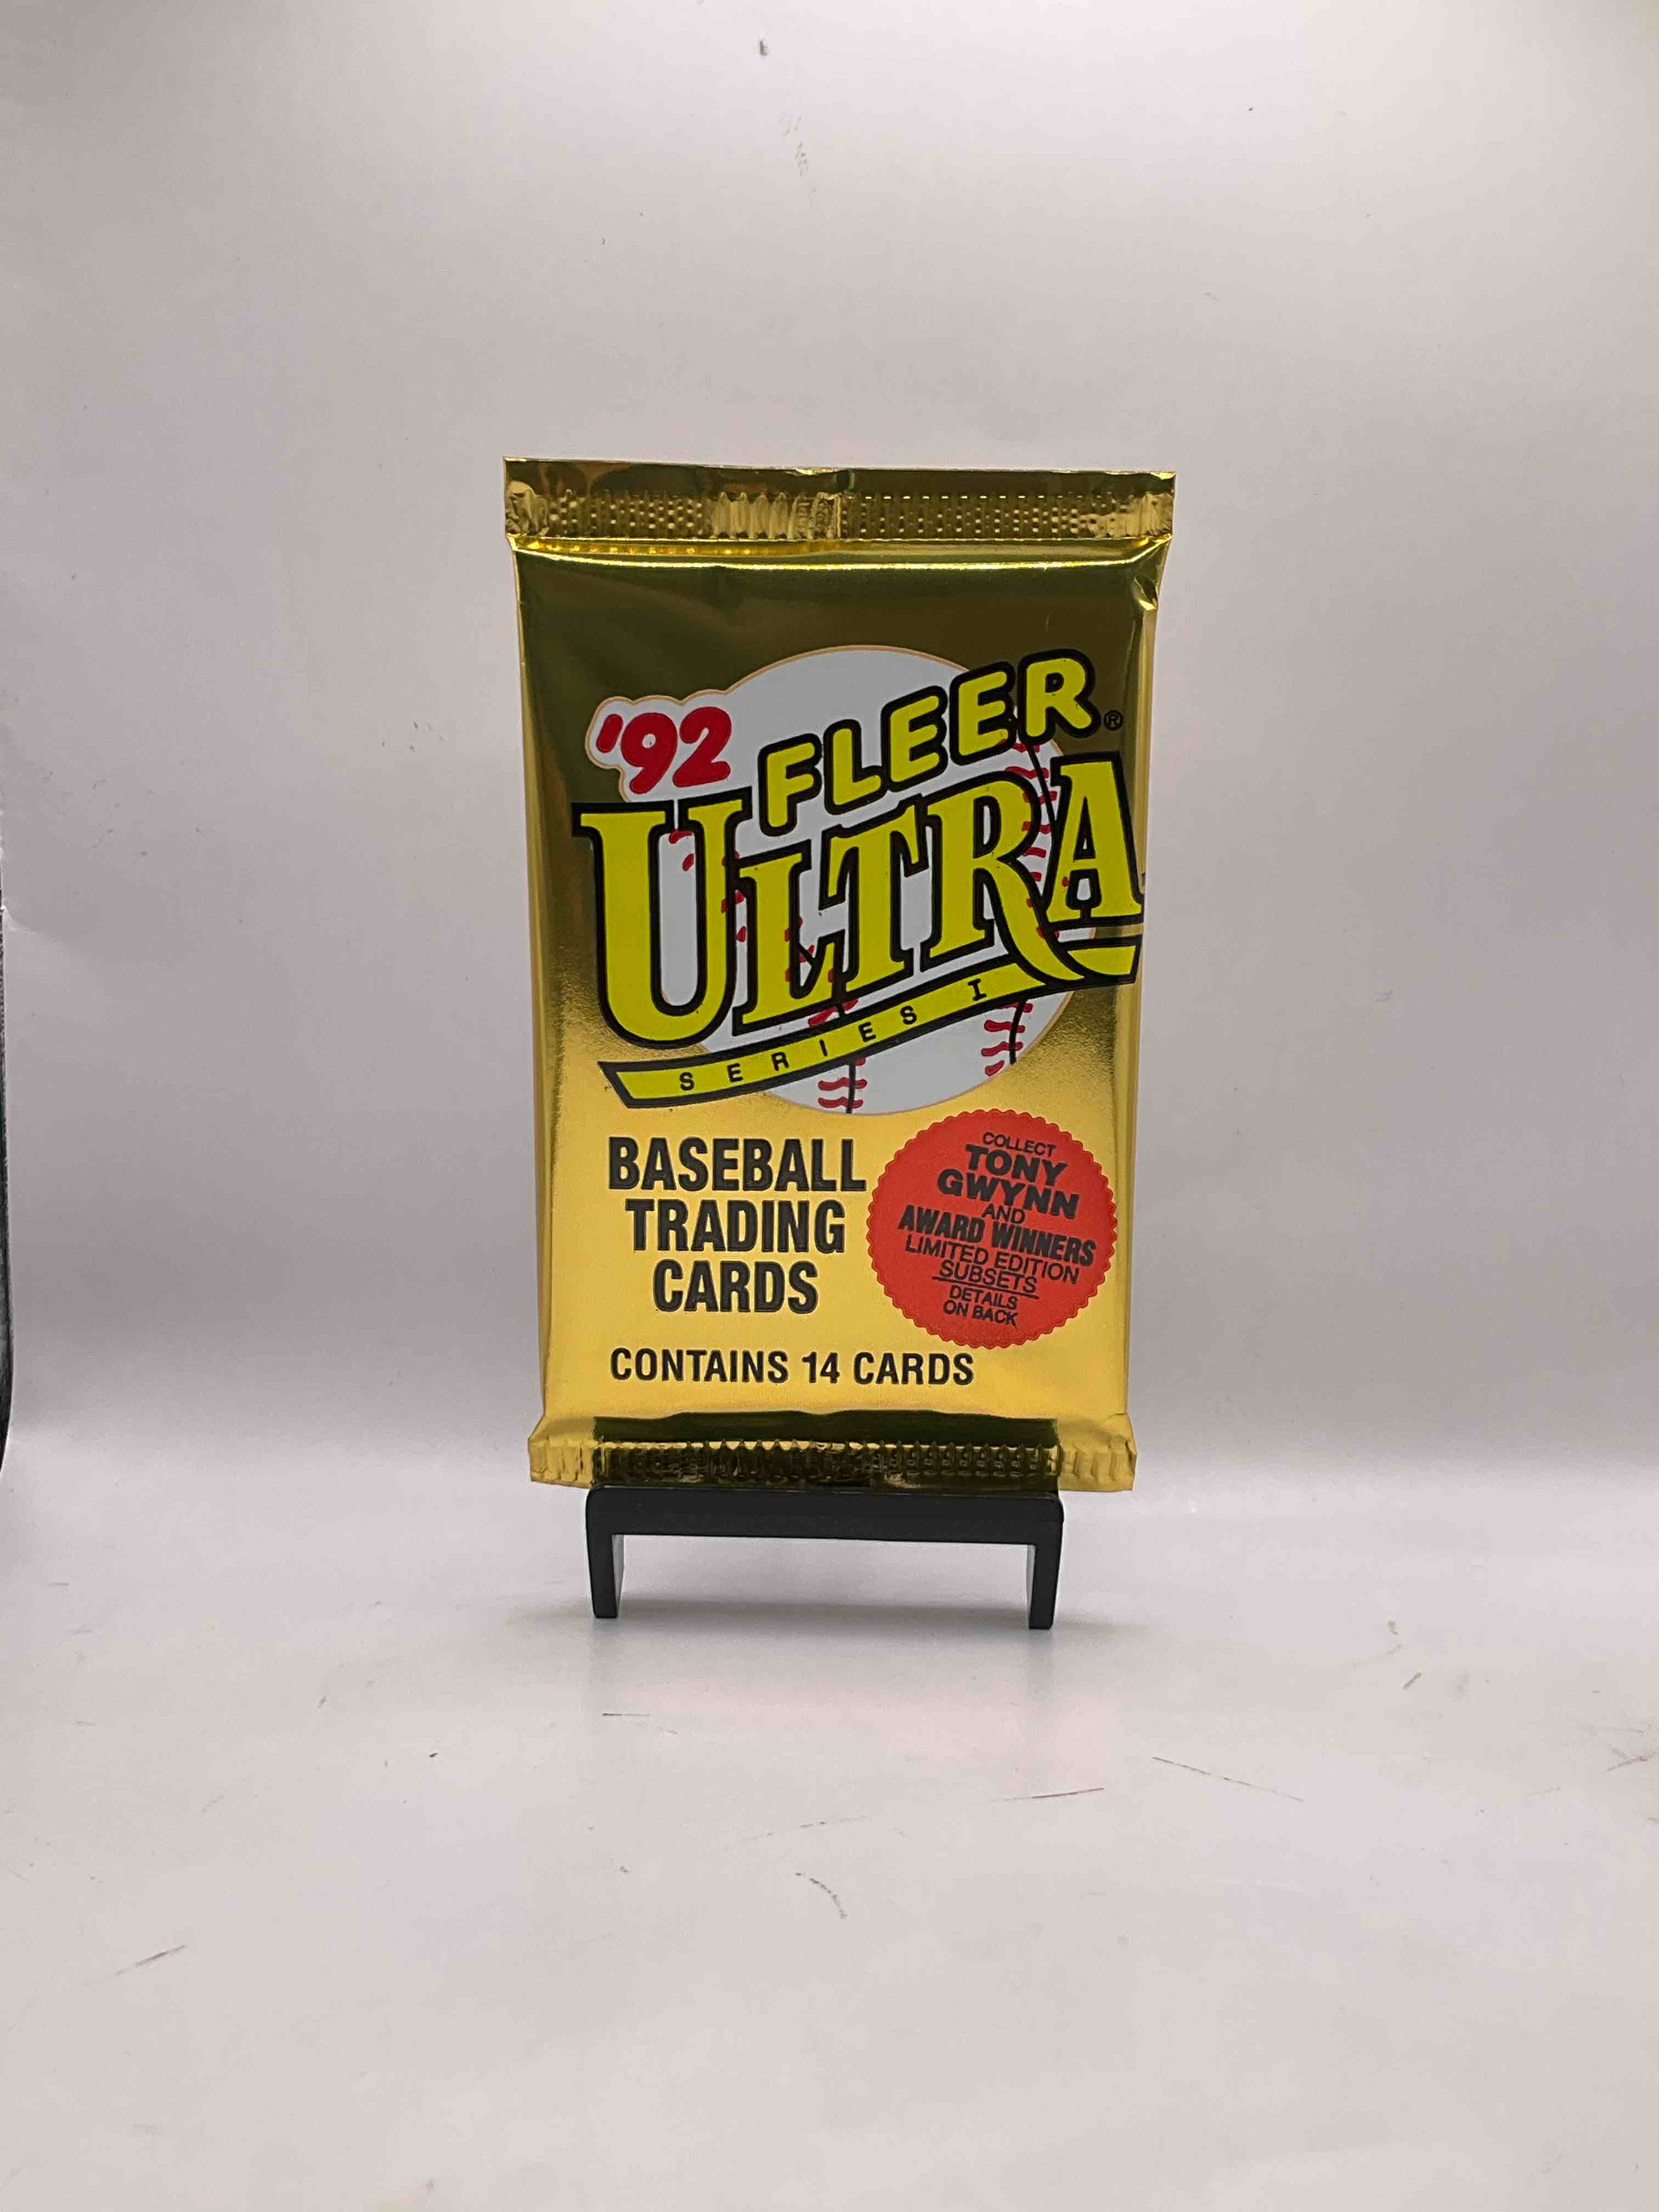 '92 FLEER®
ULTRA
SERIES I
BASEBALL
TRADING
CARDS
COLLECT
TONY
GWYNN
AND
AWARD WINNERS
LIMITED EDITION
SUBSETS
DETAILS
ON BACK
CONTAINS 14 CARDS